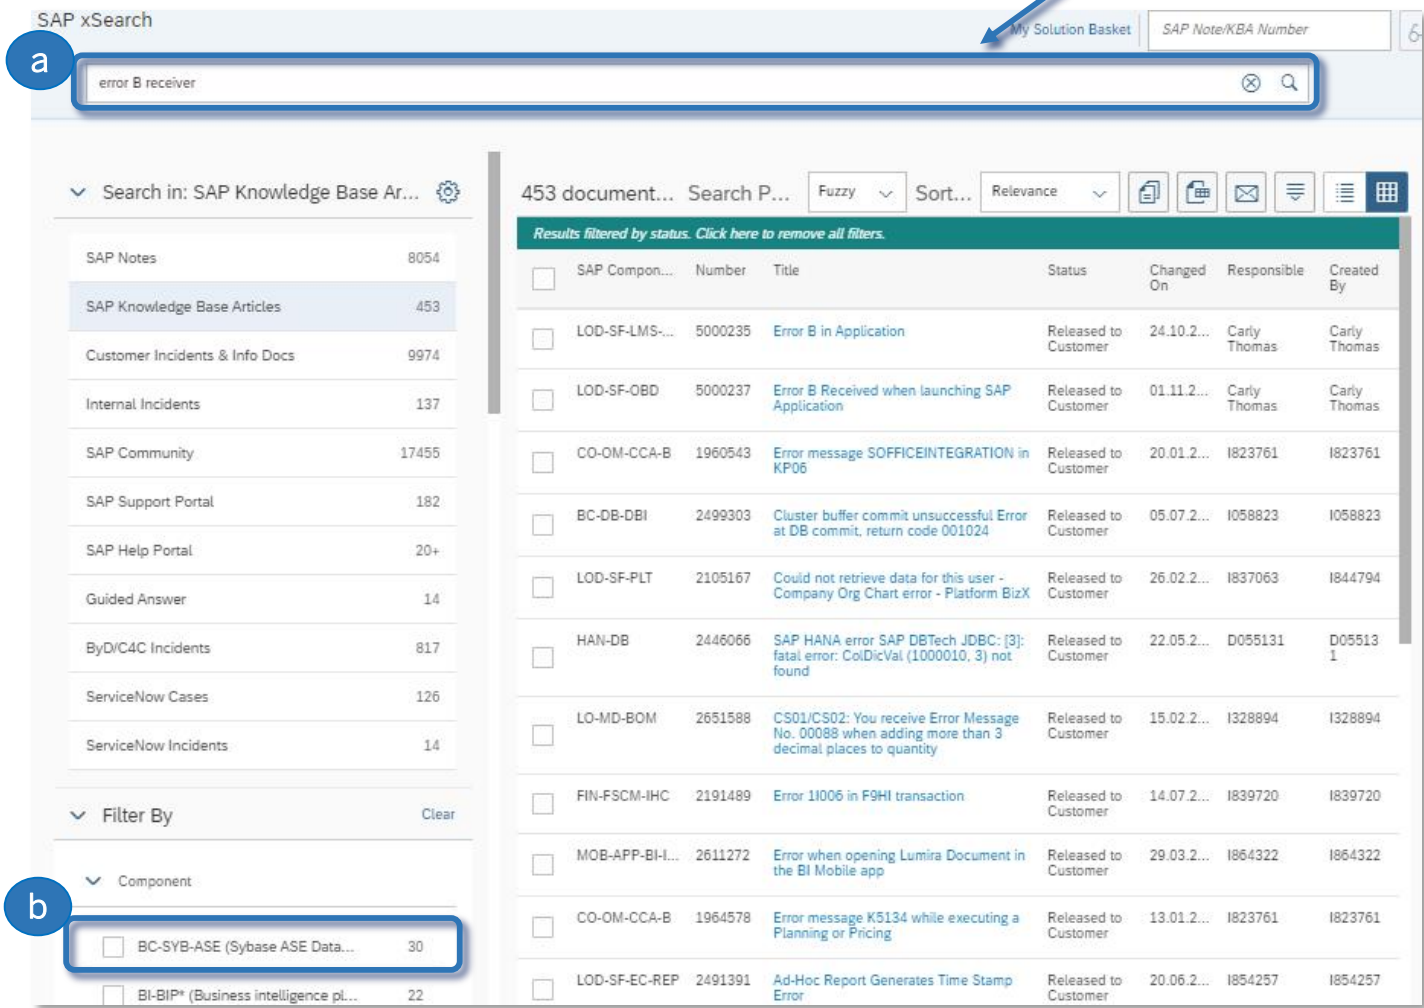 SAP xSearch
My Solution Basket
SAP Note/KBA Number
a
error B receiver
Search in: SAP Knowledge Base Ar...
453 document...
Search P...
Fuzzy
Sort...
Relevance
Results filtered by status. Click here to remove all filters.
SAP Notes 8054
SAP Knowledge Base Articles 453
Customer Incidents & Info Docs 9974
Internal Incidents 137
SAP Community 17455
SAP Support Portal 182
SAP Help Portal 20+
Guided Answer 14
ByD/C4C Incidents 817
ServiceNow Cases 126
ServiceNow Incidents 14
Filter By Clear
Component
b
BC-SYB-ASE (Sybase ASE Data... 30
BI-BIP* (Business intelligence pl... 22
SAP Compon... Number Title Status Changed Responsible Created
On By
LOD-SF-LMS-... 5000235 Error B in Application Released to 24.10.2... Carly Carly
Customer Thomas Thomas
LOD-SF-OBD 5000237 Error B Received when launching SAP Released to 01.11.2... Carly Carly
Application Customer Thomas Thomas
CO-OM-CCA-B 1960543 Error message SOFFICEINTEGRATION in Released to 20.01.2... I823761 I823761
KP06 Customer
BC-DB-DBI 2499303 Cluster buffer commit unsuccessful Error Released to 05.07.2... I058823 I058823
at DB commit, return code 001024 Customer
LOD-SF-PLT 2105167 Could not retrieve data for this user - Released to 26.02.2... I837063 I844794
Company Org Chart error - Platform BizX Customer
HAN-DB 2446066 SAP HANA error SAP DBTech JDBC: [3]: Released to 22.05.2... D055131 D05513
fatal error: ColDicVal (1000010, 3) not Customer 1
found
LO-MD-BOM 2651588 CS01/CS02: You receive Error Message Released to 15.02.2... I328894 I328894
No. 00088 when adding more than 3 Customer
decimal places to quantity
FIN-FSCM-IHC 2191489 Error 1I006 in F9HI transaction Released to 14.07.2... I839720 I839720
Customer
MOB-APP-BI-I... 2611272 Error when opening Lumira Document in Released to 29.03.2... I864322 I864322
the BI Mobile app Customer
CO-OM-CCA-B 1964578 Error message K5134 while executing a Released to 13.01.2... I823761 I823761
Planning or Pricing Customer
LOD-SF-EC-REP 2491391 Ad-Hoc Report Generates Time Stamp Released to 20.06.2... I854257 I854257
Error Customer